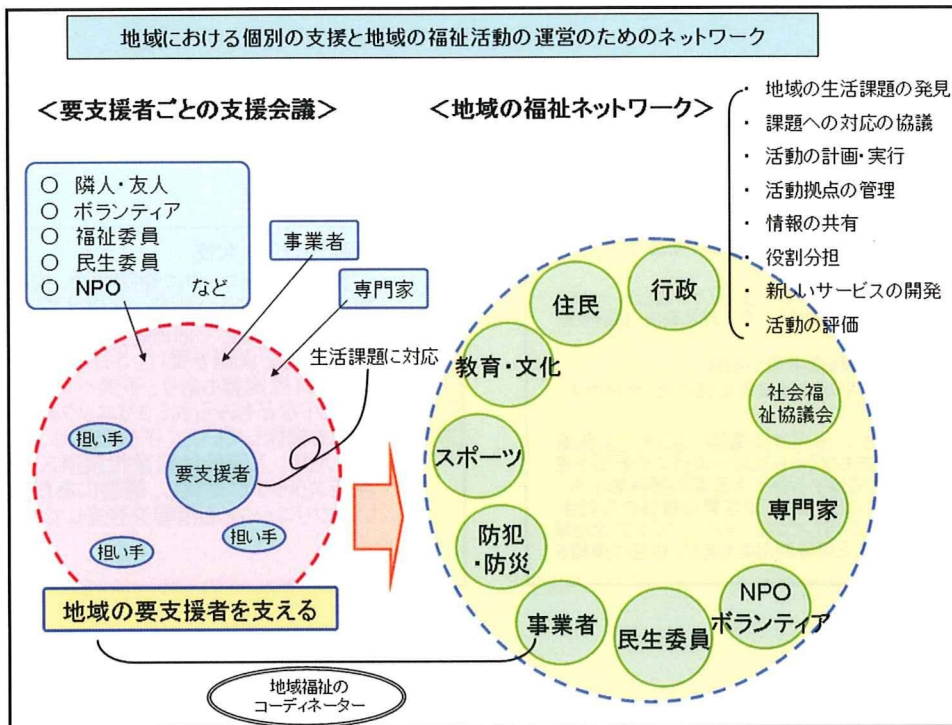 地域における個別の支援と地域の福祉活動の運営のためのネットワーク
＜要支援者ごとの支援会議＞
○ 隣人・友人
○ ボランティア
○ 福祉委員
○ 民生委員
○ NPO など
事業者
専門家
生活課題に対応
担い手
要支援者
担い手
担い手
地域の要支援者を支える
＜地域の福祉ネットワーク＞
・ 地域の生活課題の発見
・ 課題への対応の協議
・ 活動の計画・実行
・ 活動拠点の管理
・ 情報の共有
・ 役割分担
・ 新しいサービスの開発
・ 活動の評価
住民
行政
教育・文化
社会福
祉協議会
スポーツ
専門家
防犯
・防災
NPO
ボランティア
事業者
民生委員
地域福祉の
コーディネーター